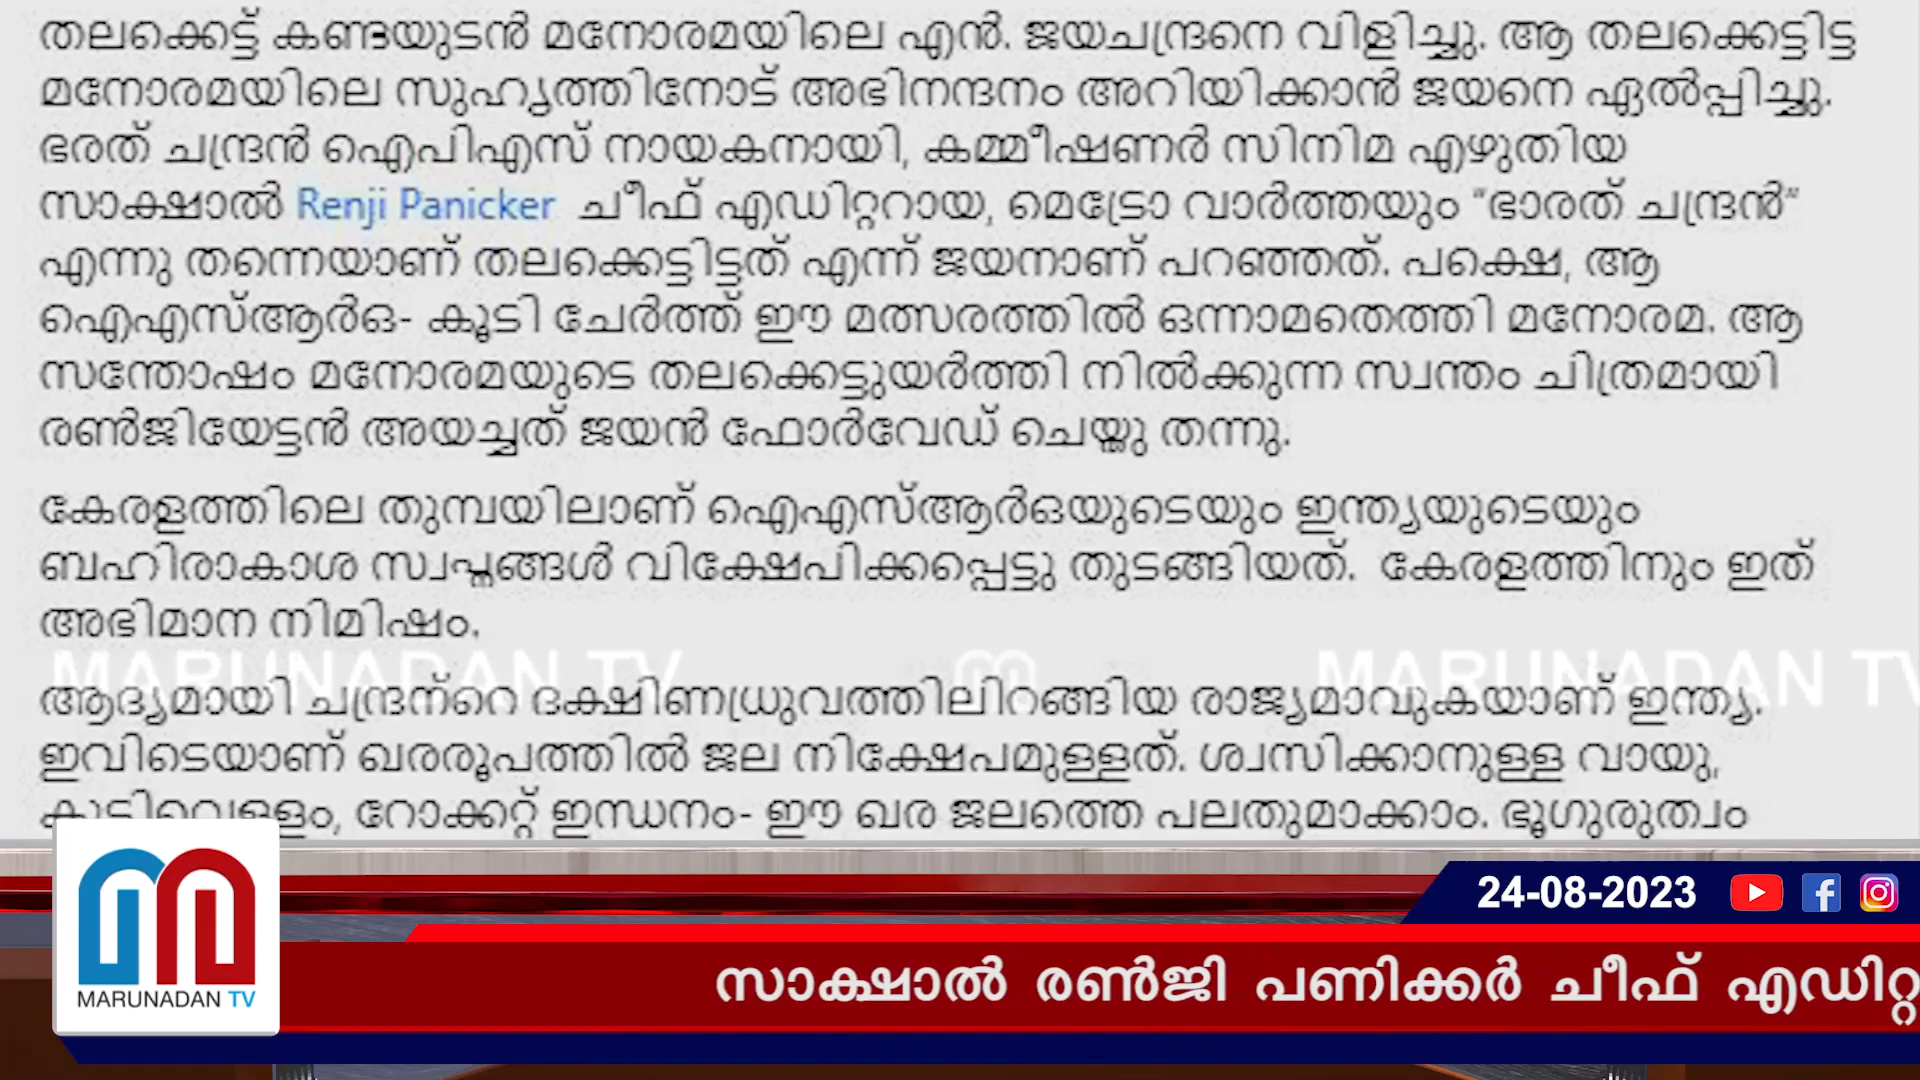 തലക്കെട്ട് കണ്ടയുടൻ മനോരമയിലെ എൻ. ജയചന്ദ്രനെ വിളിച്ചു. ആ തലക്കെട്ടിട്ട
മനോരമയിലെ സുഹൃത്തിനോട് അഭിനന്ദനം അറിയിക്കാൻ ജയനെ ഏൽപ്പിച്ചു.
ഭരത് ചന്ദ്രൻ ഐപിഎസ് നായകനായി, കമ്മീഷണർ സിനിമ എഴുതിയ
സാക്ഷാൽ Renji Panicker ചീഫ് എഡിറ്ററായ, മെട്രോ വാർത്തയും “ഭാരത് ചന്ദ്രൻ”
എന്നു തന്നെയാണ് തലക്കെട്ടിട്ടത് എന്ന് ജയനാണ് പറഞ്ഞത്. പക്ഷെ, ആ
ഐഎസ്ആർഒ- കൂടി ചേർത്ത് ഈ മത്സരത്തിൽ ഒന്നാമതെത്തി മനോരമ. ആ
സന്തോഷം മനോരമയുടെ തലക്കെട്ടുയർത്തി നിൽക്കുന്ന സ്വന്തം ചിത്രമായി
രൺജിയേട്ടൻ അയച്ചത് ജയൻ ഫോർവേഡ് ചെയ്തു തന്നു.
കേരളത്തിലെ തുമ്പയിലാണ് ഐഎസ്ആർഒയുടെയും ഇന്ത്യയുടെയും
ബഹിരാകാശ സ്വപ്നങ്ങൾ വിക്ഷേപിക്കപ്പെട്ടു തുടങ്ങിയത്. കേരളത്തിനും ഇത്
അഭിമാന നിമിഷം.
MARUNADAN TV MARUNADAN TV
ആദ്യമായി ചന്ദ്രന്റെ ദക്ഷിണധ്രുവത്തിലിറങ്ങിയ രാജ്യമാവുകയാണ് ഇന്ത്യ.
ഇവിടെയാണ് ഖരരൂപത്തിൽ ജല നിക്ഷേപമുള്ളത്. ശ്വസിക്കാനുള്ള വായു,
കുടിവെള്ളം, റോക്കറ്റ് ഇന്ധനം- ഈ ഖര ജലത്തെ പലതുമാക്കാം. ഭൂഗുരുത്വം
24-08-2023
MARUNADAN TV
സാക്ഷാൽ രൺജി പണിക്കർ ചീഫ് എഡിറ്റ